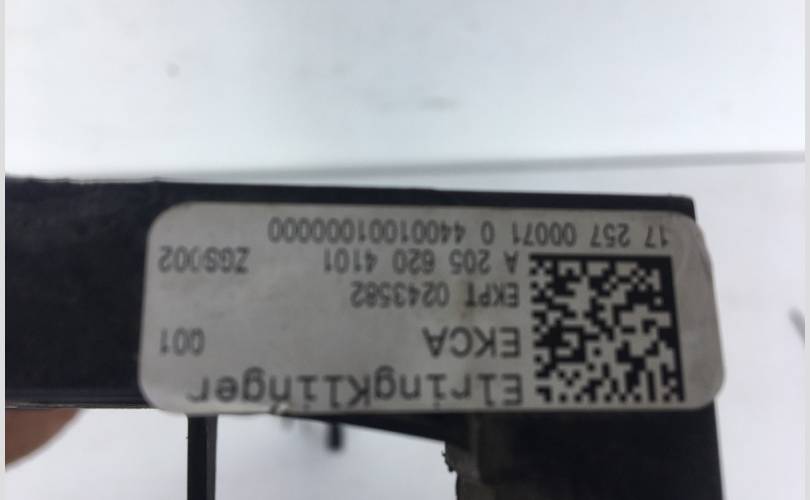 ElringKlinger
EKCA 001
EKPT 0243582
A 205 620 4101 ZGS002
17 257 00071 0 44001001000000